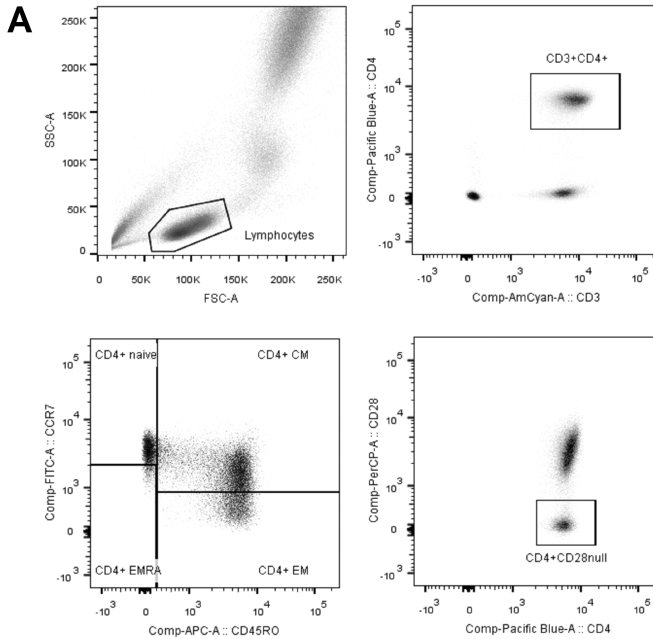 A
250K
200K
150K
100K
50K
0
SSC-A
Lymphocytes
0 50K 100K 150K 200K 250K
FSC-A
10^5
10^4
10^3
0
-10^3
Comp-Pacific Blue-A :: CD4
CD3+CD4+
-10^3 0 10^3 10^4 10^5
Comp-AmCyan-A :: CD3
CD4+ naive CD4+ CM
10^5
10^4
10^3
0
-10^3
Comp-FITC-A :: CCR7
CD4+ EMRA CD4+ EM
-10^3 0 10^3 10^4 10^5
Comp-APC-A :: CD45RO
10^5
10^4
10^3
0
-10^3
Comp-PerCP-A :: CD28
CD4+CD28null
-10^3 0 10^3 10^4 10^5
Comp-Pacific Blue-A :: CD4